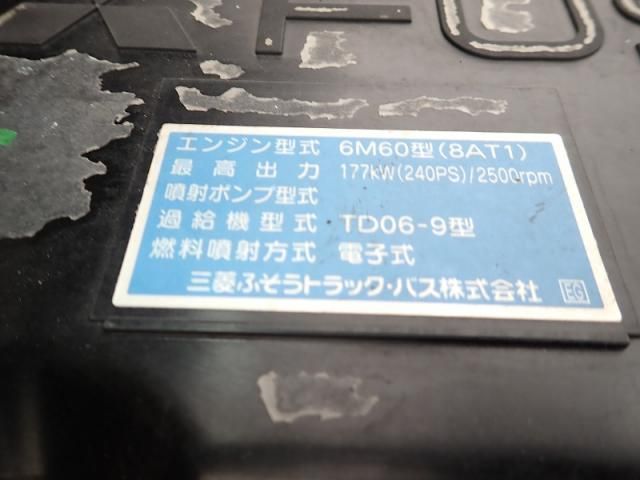 FUSO
エンジン型式 6M60型(8AT1)
最高出力 177kW(240PS)/2500rpm
噴射ポンプ型式
過給機型式 TD06-9型
燃料噴射方式 電子式
三菱ふそうトラック・バス株式会社 EG